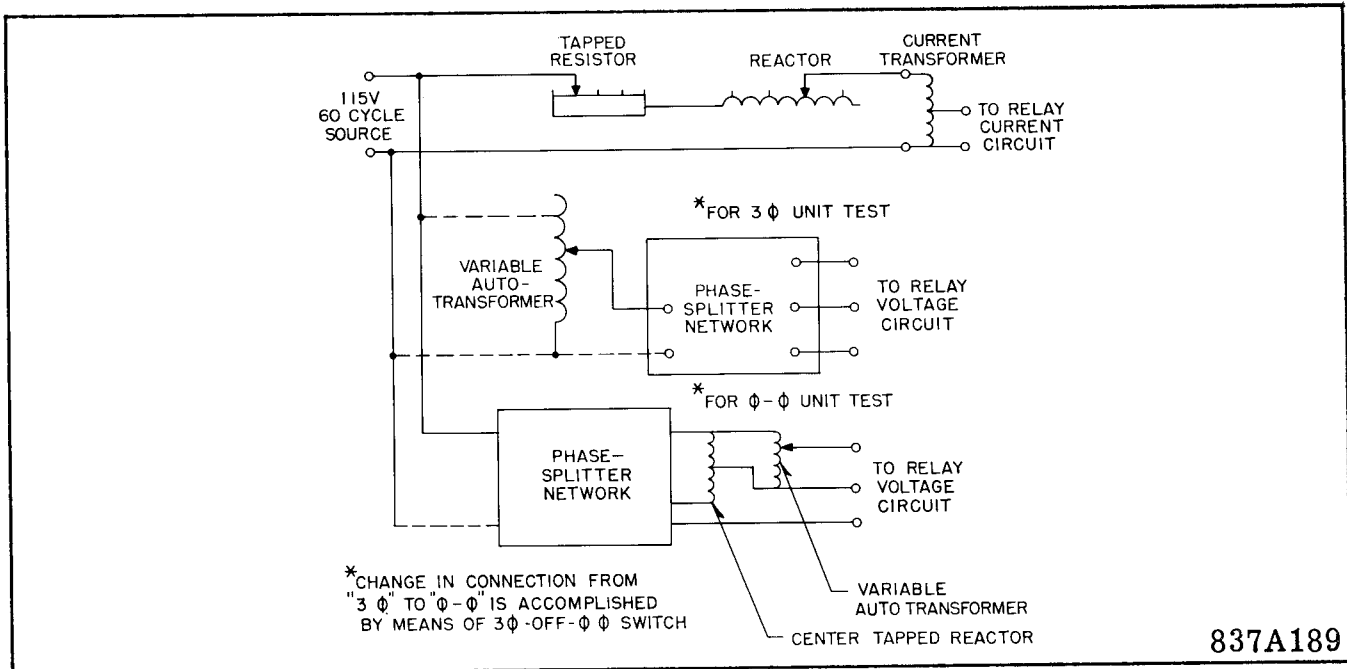 TAPPED
RESISTOR
REACTOR
CURRENT
TRANSFORMER
115V
60 CYCLE
SOURCE
TO RELAY
CURRENT
CIRCUIT
*FOR 3 Φ UNIT TEST
VARIABLE
AUTO-
TRANSFORMER
PHASE-
SPLITTER
NETWORK
TO RELAY
VOLTAGE
CIRCUIT
*FOR Φ-Φ UNIT TEST
PHASE-
SPLITTER
NETWORK
TO RELAY
VOLTAGE
CIRCUIT
*CHANGE IN CONNECTION FROM
"3 Φ" TO "Φ-Φ" IS ACCOMPLISHED
BY MEANS OF 3Φ-OFF-Φ Φ SWITCH
VARIABLE
AUTO TRANSFORMER
CENTER TAPPED REACTOR
837A189